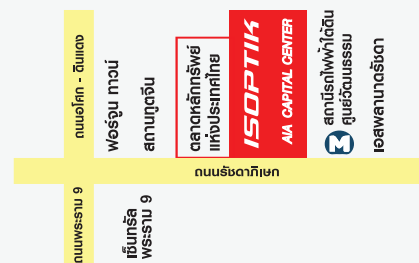 ถนนอโศก - ดินแดง
ฟอร์จูน ทาวน์
สถานทูตจีน
ตลาดหลักทรัพย์
แห่งประเทศไทย
ISOPTIK
AIA CAPITAL CENTER
สถานีรถไฟฟ้าใต้ดิน
ศูนย์วัฒนธรรม
เอสพลานาดรัชดา
ถนนรัชดาภิเษก
ถนนพระราม 9
เซ็นทรัล
พระราม 9